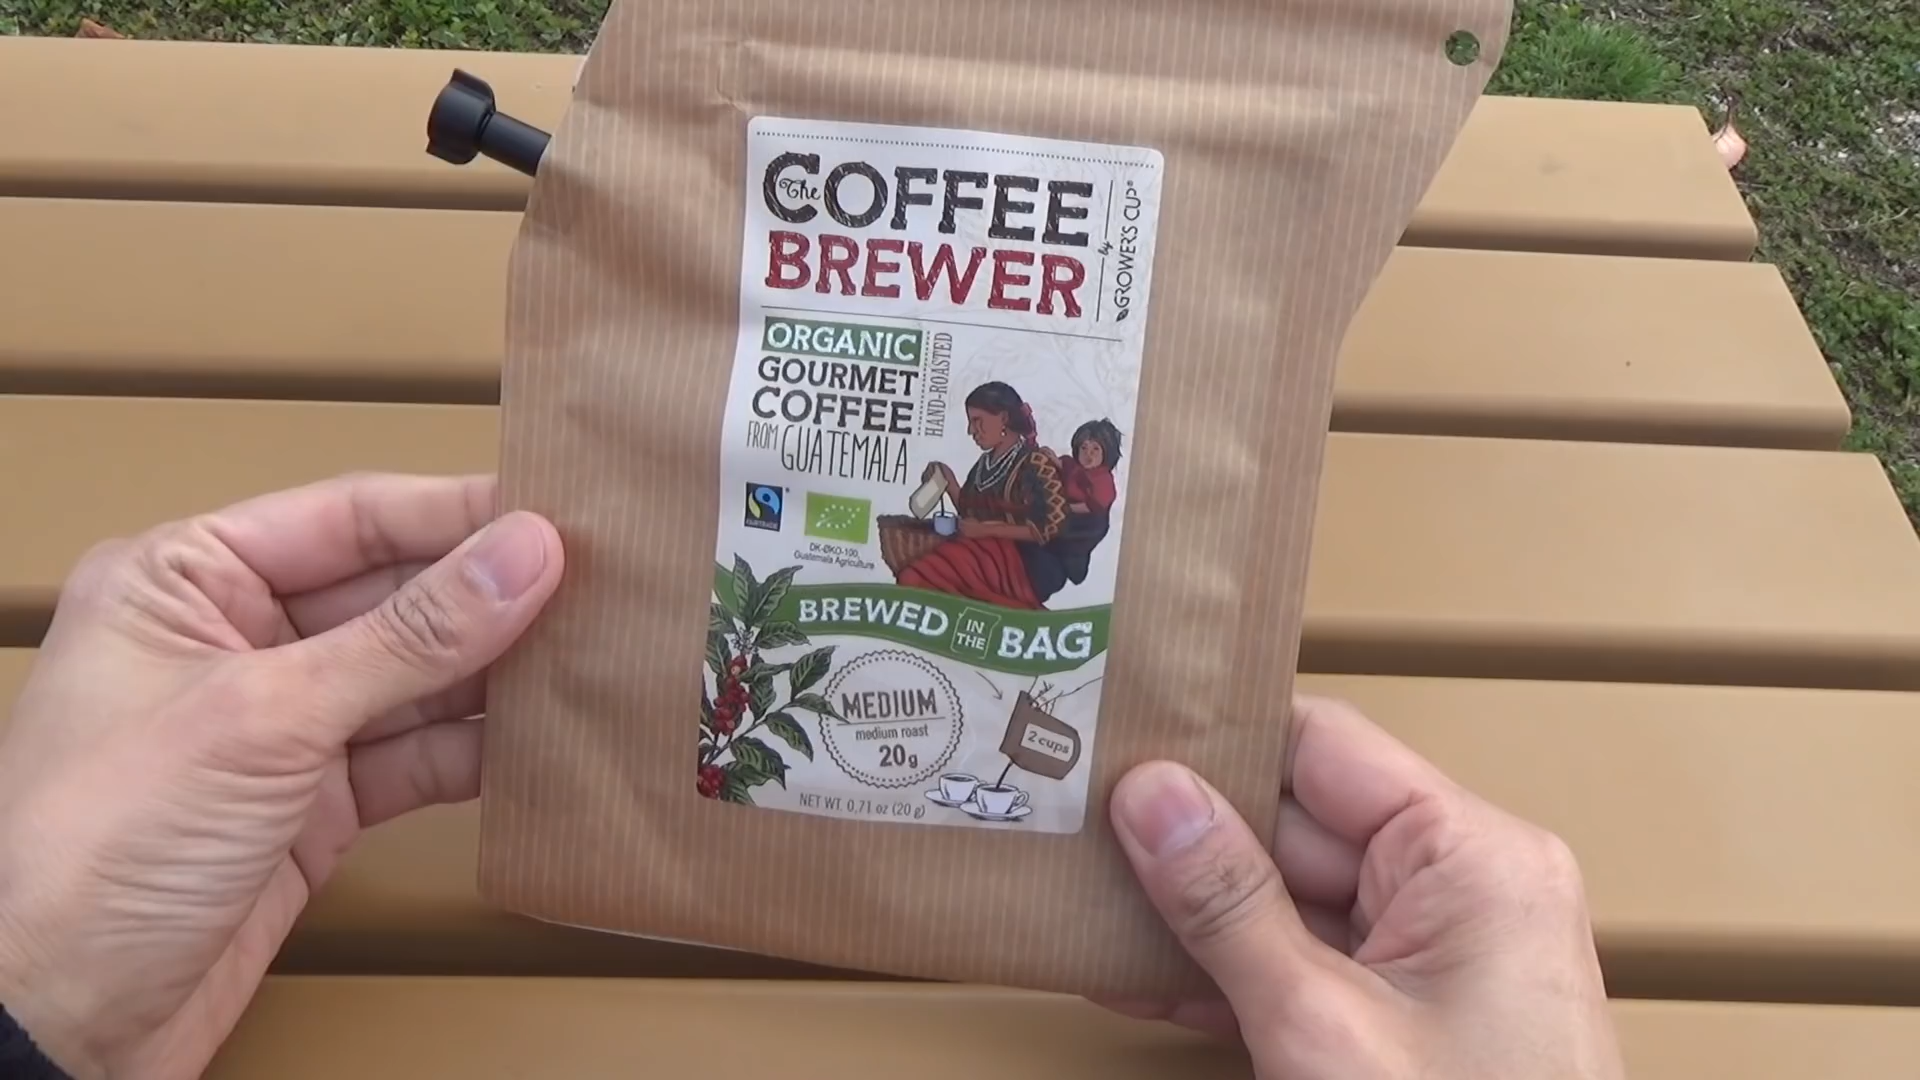 The COFFEE
BREWER
by GROWER'S CUP®
ORGANIC
GOURMET
COFFEE
FROM GUATEMALA
HAND-ROASTED
FAIRTRADE
DK-ØKO-100
Guatemala Agriculture
BREWED IN THE BAG
MEDIUM
medium roast
20g
2 cups
NET WT. 0,71 oz (20 g)